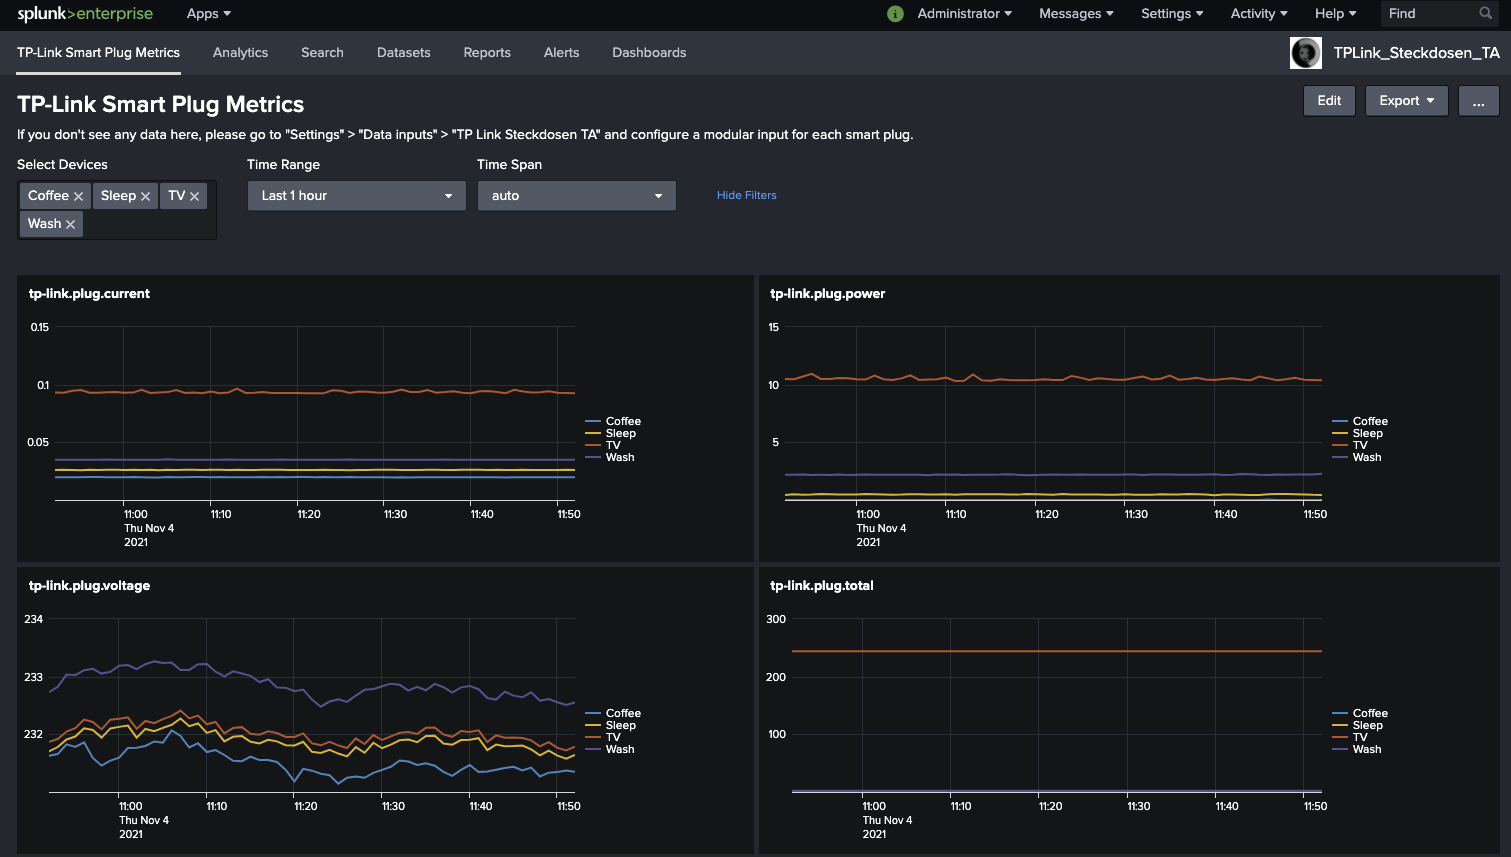 splunk>enterprise Apps Administrator Messages Settings Activity Help Find
TP-Link Smart Plug Metrics Analytics Search Datasets Reports Alerts Dashboards TPLink_Steckdosen_TA
TP-Link Smart Plug Metrics Edit Export ...
If you don't see any data here, please go to "Settings" > "Data inputs" > "TP Link Steckdosen TA" and configure a modular input for each smart plug.
Select Devices Time Range Time Span
Coffee Sleep TV Last 1 hour auto Hide Filters
Wash
tp-link.plug.current
0.15
0.1
0.05
Coffee
Sleep
TV
Wash
11:00 11:10 11:20 11:30 11:40 11:50
Thu Nov 4
2021
tp-link.plug.power
15
10
5
Coffee
Sleep
TV
Wash
11:00 11:10 11:20 11:30 11:40 11:50
Thu Nov 4
2021
tp-link.plug.voltage
234
233
232
Coffee
Sleep
TV
Wash
11:00 11:10 11:20 11:30 11:40 11:50
Thu Nov 4
2021
tp-link.plug.total
300
200
100
Coffee
Sleep
TV
Wash
11:00 11:10 11:20 11:30 11:40 11:50
Thu Nov 4
2021